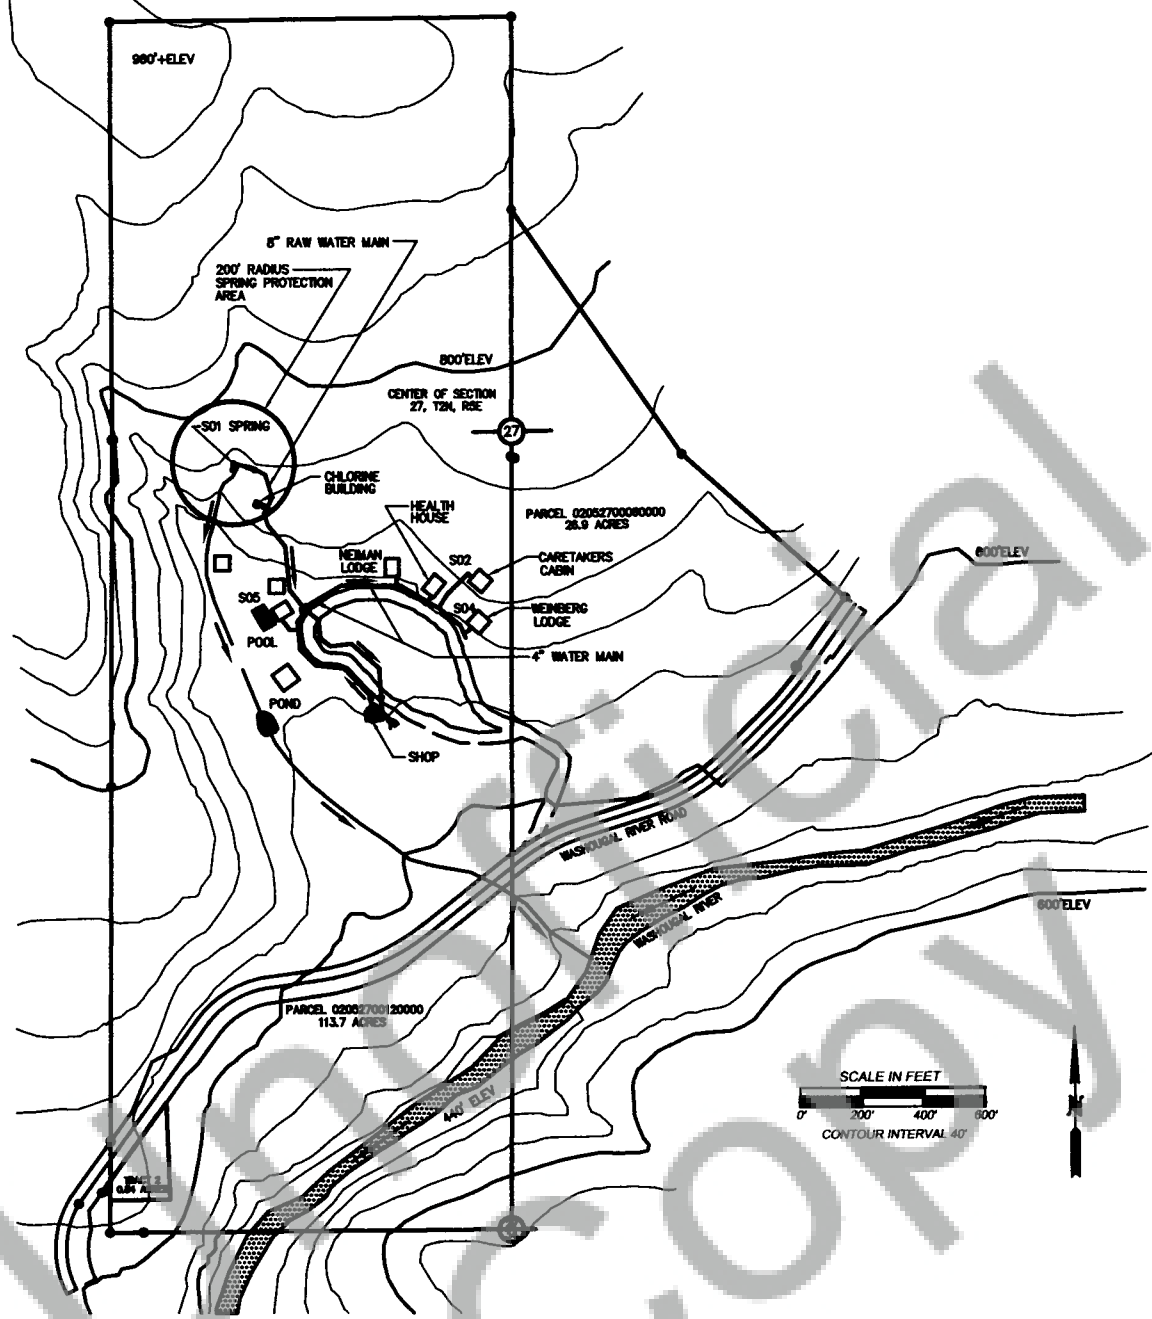 980'+ELEV
8" RAW WATER MAIN
200' RADIUS
SPRING PROTECTION
AREA
800'ELEV
CENTER OF SECTION
27, T2N, R5E
S01 SPRING
27
CHLORINE
BUILDING
HEALTH
HOUSE
PARCEL 02052700080000
26.9 ACRES
NEIMAN
LODGE
S02
CARETAKERS
CABIN
600'ELEV
S05
S04
WEINBERG
LODGE
POOL
4" WATER MAIN
POND
SHOP
WASHOUGAL RIVER ROAD
WASHOUGAL RIVER
600'ELEV
PARCEL 02052700120000
113.7 ACRES
440' ELEV
SCALE IN FEET
0' 200' 400' 600'
CONTOUR INTERVAL 40'
N
Unofficial
Copy